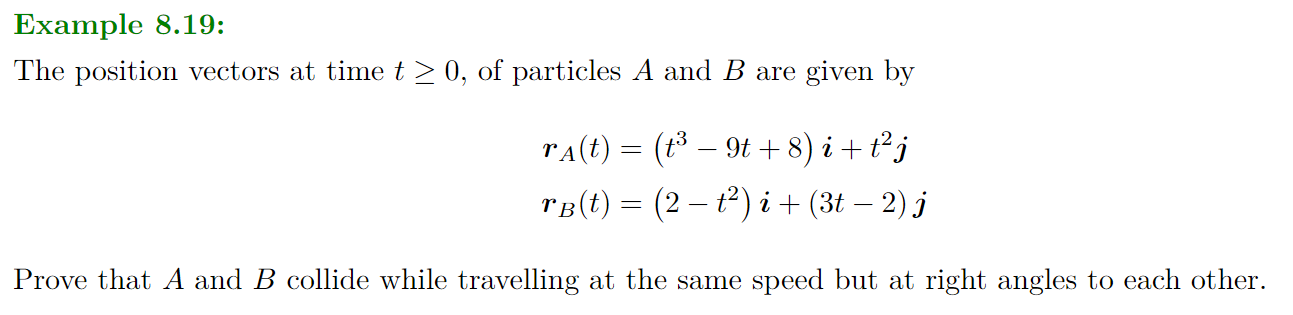 Example 8.19:
The position vectors at time t ≥ 0, of particles A and B are given by
r_A(t) = (t³ − 9t + 8) i + t² j
r_B(t) = (2 − t²) i + (3t − 2) j
Prove that A and B collide while travelling at the same speed but at right angles to each other.